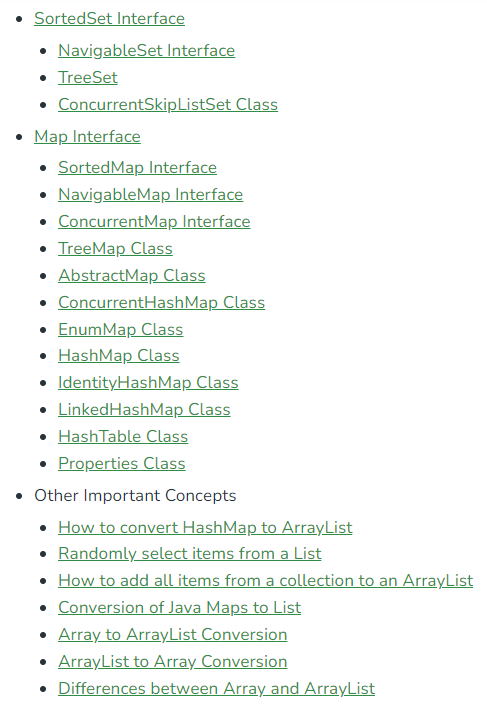 SortedSet Interface
NavigableSet Interface
TreeSet
ConcurrentSkipListSet Class
Map Interface
SortedMap Interface
NavigableMap Interface
ConcurrentMap Interface
TreeMap Class
AbstractMap Class
ConcurrentHashMap Class
EnumMap Class
HashMap Class
IdentityHashMap Class
LinkedHashMap Class
HashTable Class
Properties Class
Other Important Concepts
How to convert HashMap to ArrayList
Randomly select items from a List
How to add all items from a collection to an ArrayList
Conversion of Java Maps to List
Array to ArrayList Conversion
ArrayList to Array Conversion
Differences between Array and ArrayList